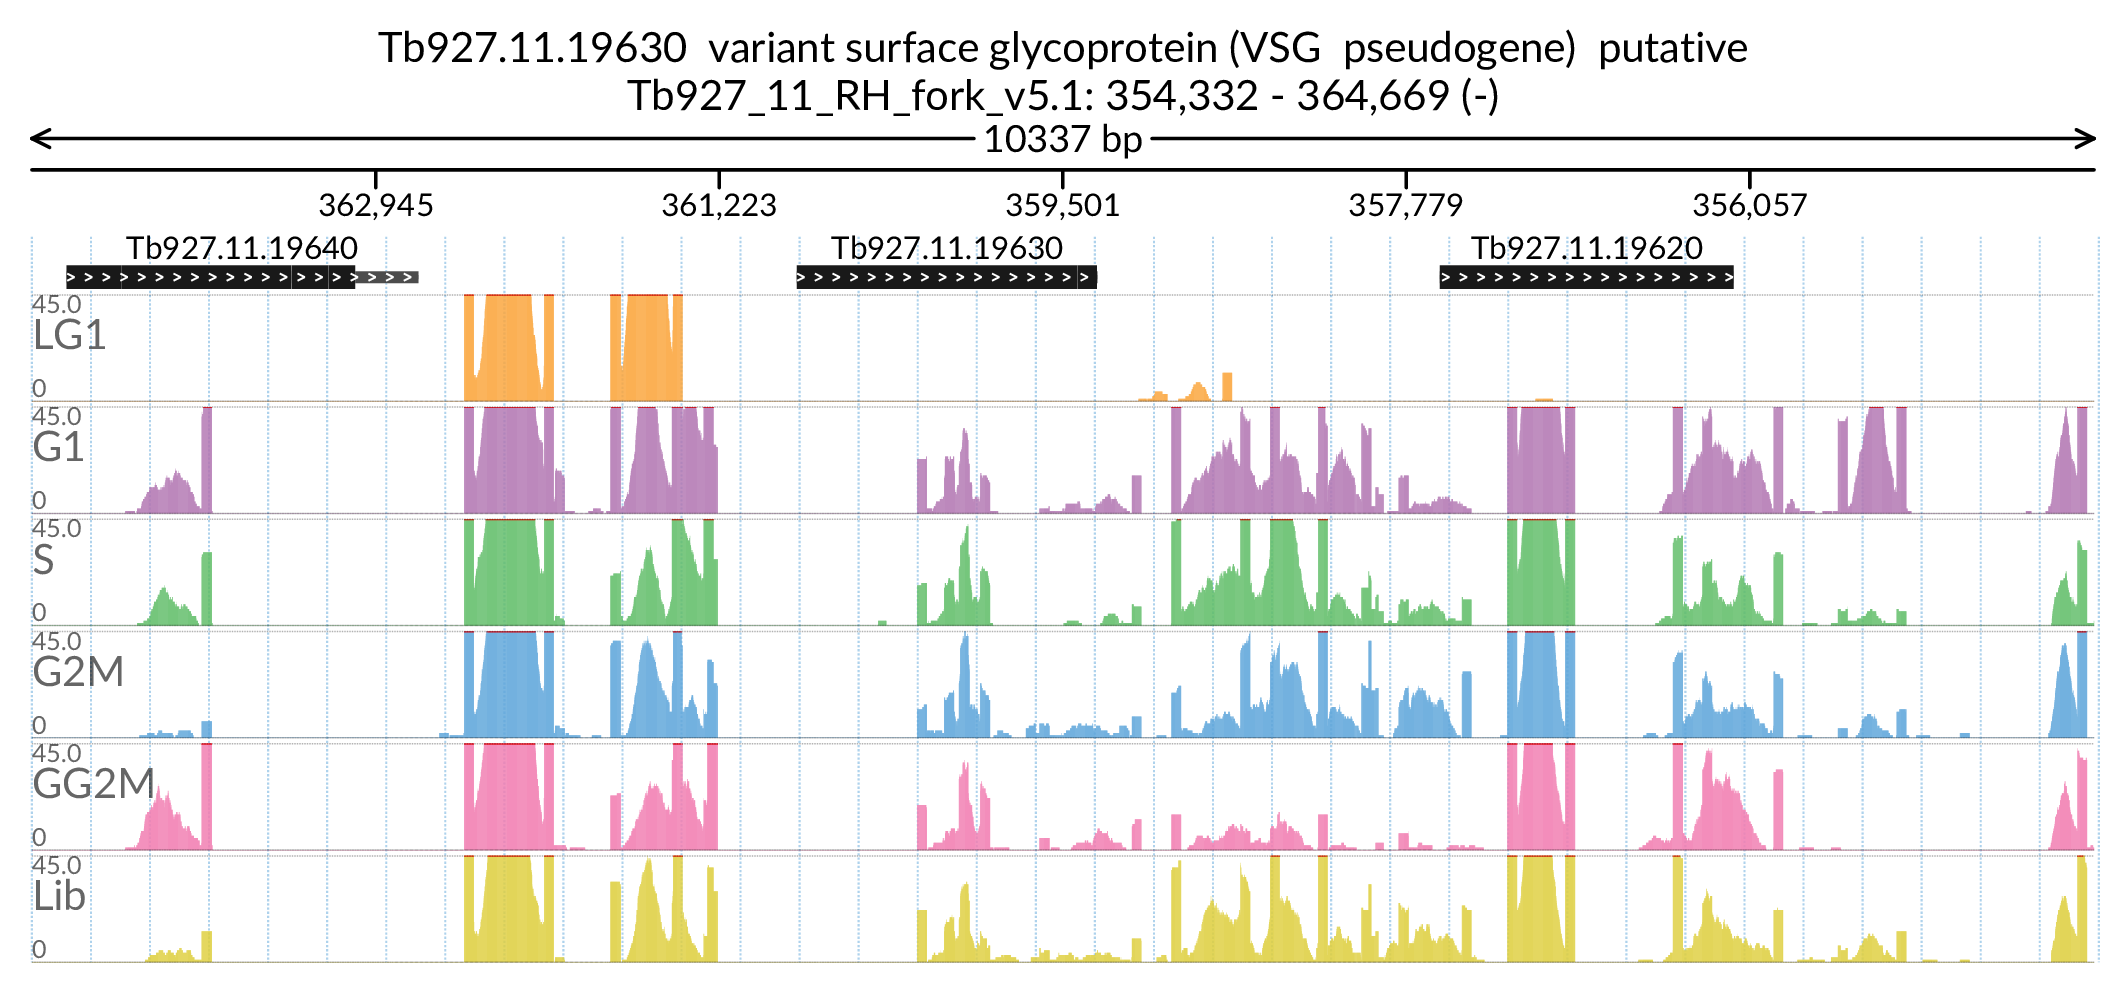 Tb927.11.19630 variant surface glycoprotein (VSG pseudogene) putative
Tb927_11_RH_fork_v5.1: 354,332 - 364,669 (-)
10337 bp
362,945 361,223 359,501 357,779 356,057
Tb927.11.19640 Tb927.11.19630 Tb927.11.19620
45.0
LG1
0
45.0
G1
0
45.0
S
0
45.0
G2M
0
45.0
GG2M
0
45.0
Lib
0